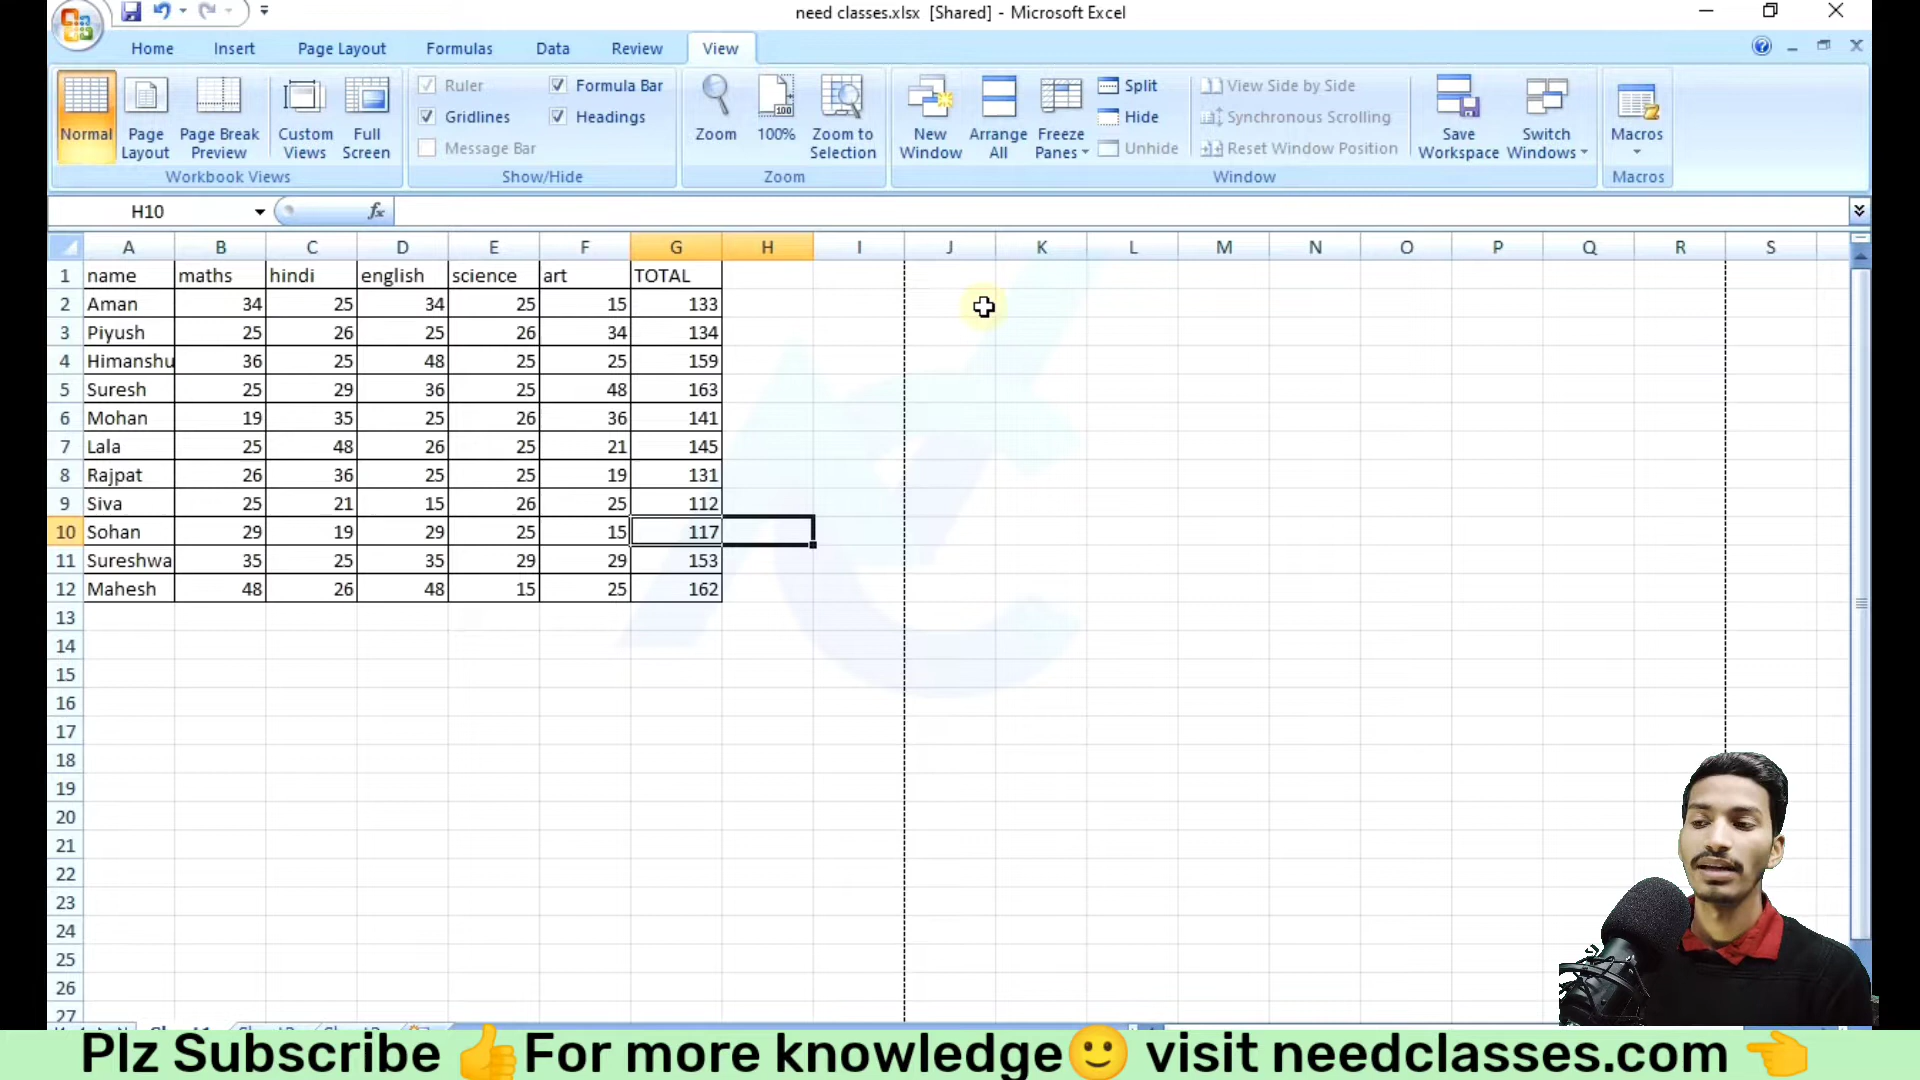 need classes.xlsx [Shared] - Microsoft Excel
Home Insert Page Layout Formulas Data Review View
Normal
Page Layout
Page Break Preview
Custom Views
Full Screen
Workbook Views
Ruler
Gridlines
Message Bar
Formula Bar
Headings
Show/Hide
Zoom
100
100%
Zoom to Selection
Zoom
New Window
Arrange All
Freeze Panes
Split
Hide
Unhide
View Side by Side
Synchronous Scrolling
Reset Window Position
Save Workspace
Switch Windows
Window
Macros
Macros
H10 fx
A B C D E F G H I J K L M N O P Q R S
1 name maths hindi english science art TOTAL
2 Aman 34 25 34 25 15 133
3 Piyush 25 26 25 26 34 134
4 Himanshu 36 25 48 25 25 159
5 Suresh 25 29 36 25 48 163
6 Mohan 19 35 25 26 36 141
7 Lala 25 48 26 25 21 145
8 Rajpat 26 36 25 25 19 131
9 Siva 25 21 15 26 25 112
10 Sohan 29 19 29 25 15 117
11 Sureshwa 35 25 35 29 29 153
12 Mahesh 48 26 48 15 25 162
13
14
15
16
17
18
19
20
21
22
23
24
25
26
27
Plz Subscribe 👍For more knowledge🙂 visit needclasses.com 👈